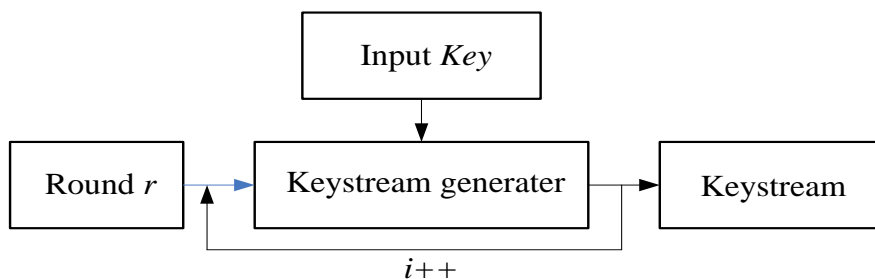 Input Key
Round r
Keystream generater
Keystream
i++